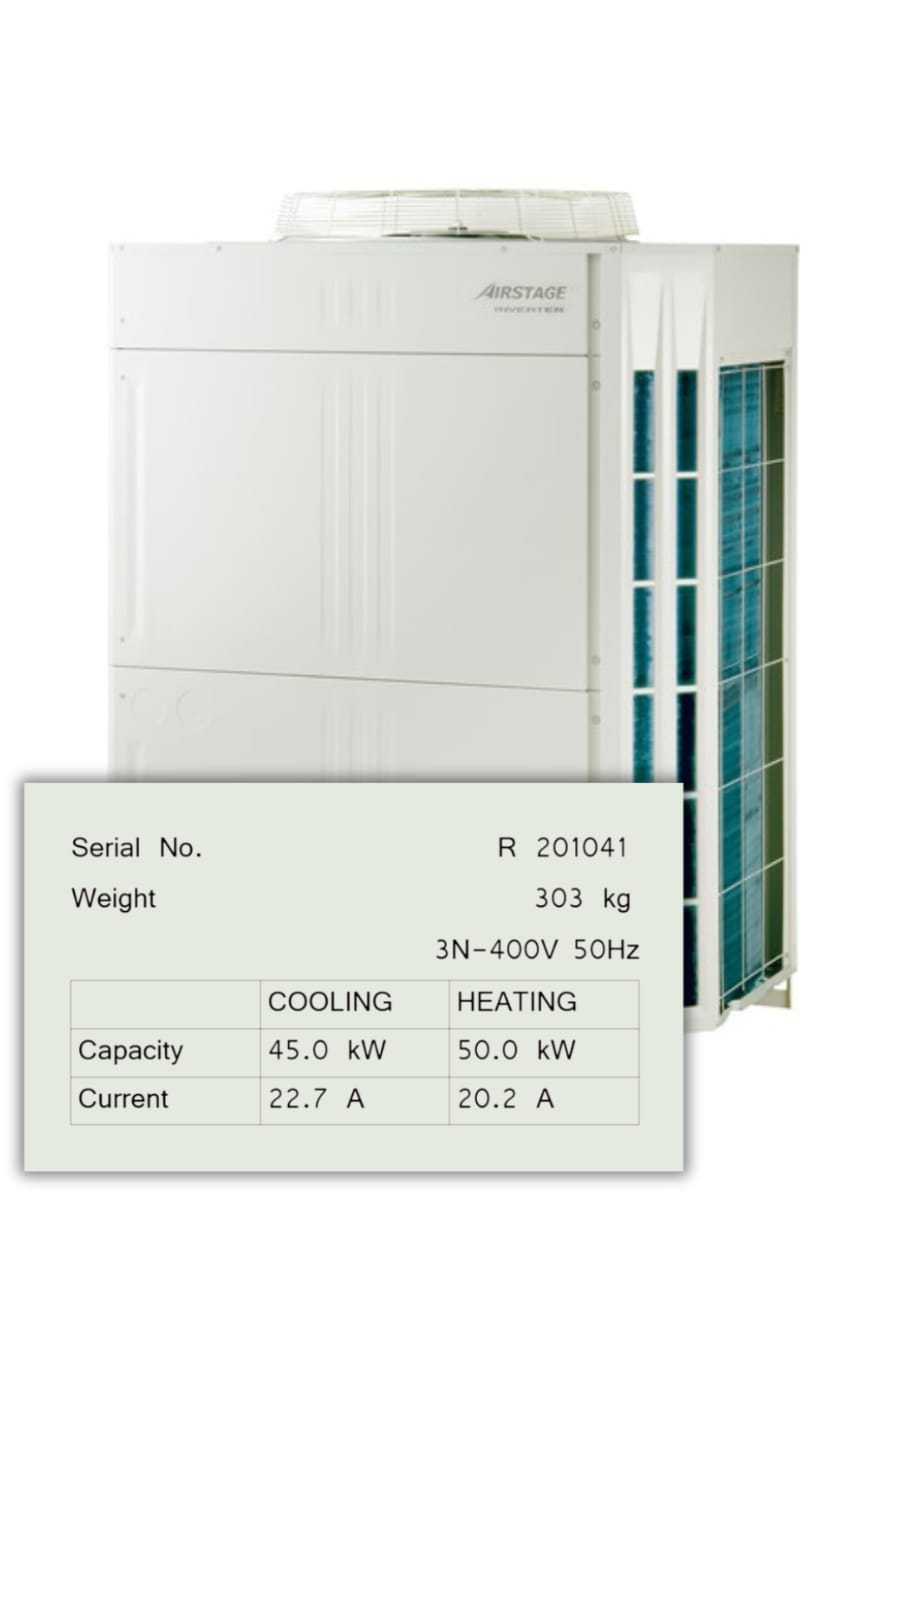 AIRSTAGE
INVERTER
Serial No. R 201041
Weight 303 kg
3N-400V 50Hz
COOLING HEATING
Capacity 45.0 kW 50.0 kW
Current 22.7 A 20.2 A